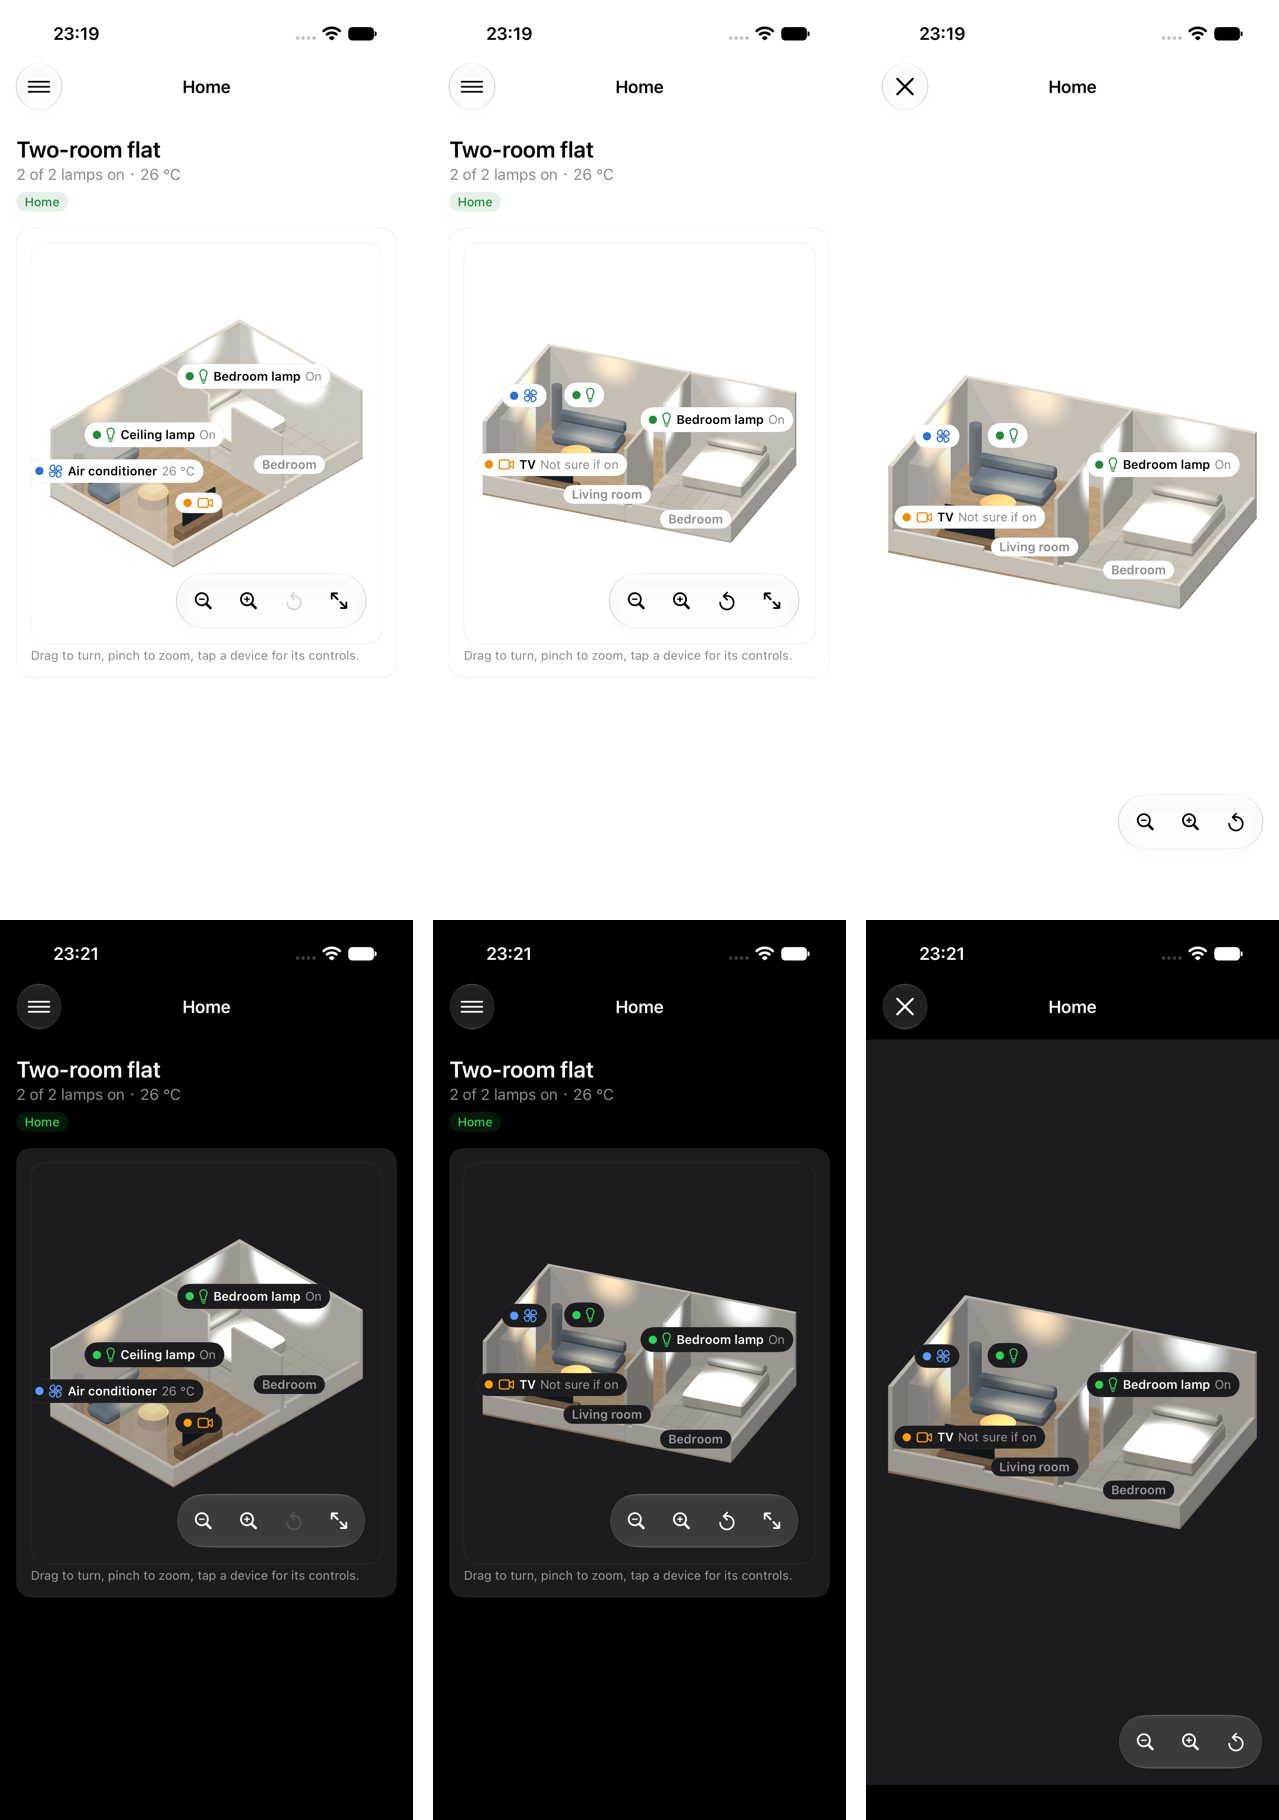 23:19
Home
Two-room flat
2 of 2 lamps on · 26 °C
Home
Bedroom lamp On
Ceiling lamp On
Air conditioner 26 °C
Bedroom
Drag to turn, pinch to zoom, tap a device for its controls.
23:19
Home
Two-room flat
2 of 2 lamps on · 26 °C
Home
Bedroom lamp On
TV Not sure if on
Living room
Bedroom
Drag to turn, pinch to zoom, tap a device for its controls.
23:19
Home
Bedroom lamp On
TV Not sure if on
Living room
Bedroom
23:21
Home
Two-room flat
2 of 2 lamps on · 26 °C
Home
Bedroom lamp On
Ceiling lamp On
Air conditioner 26 °C
Bedroom
Drag to turn, pinch to zoom, tap a device for its controls.
23:21
Home
Two-room flat
2 of 2 lamps on · 26 °C
Home
Bedroom lamp On
TV Not sure if on
Living room
Bedroom
Drag to turn, pinch to zoom, tap a device for its controls.
23:21
Home
Bedroom lamp On
TV Not sure if on
Living room
Bedroom